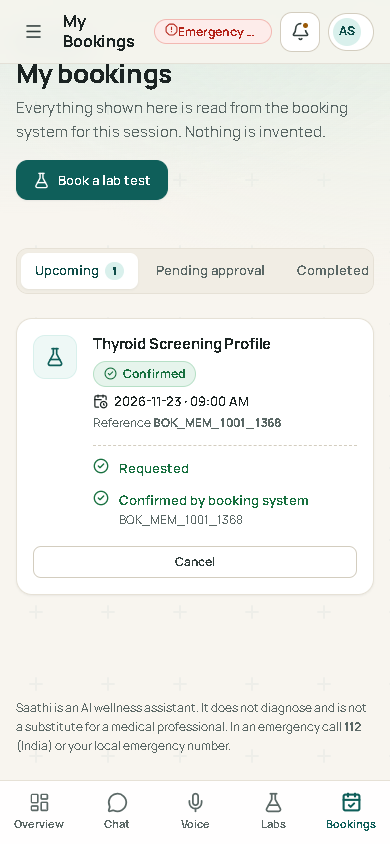 My
Bookings
Emergency ...
AS
My bookings
Everything shown here is read from the booking
system for this session. Nothing is invented.
Book a lab test
Upcoming 1 Pending approval Completed
Thyroid Screening Profile
Confirmed
2026-11-23 · 09:00 AM
Reference BOK_MEM_1001_1368
Requested
Confirmed by booking system
BOK_MEM_1001_1368
Cancel
Saathi is an AI wellness assistant. It does not diagnose and is not
a substitute for a medical professional. In an emergency call 112
(India) or your local emergency number.
Overview Chat Voice Labs Bookings